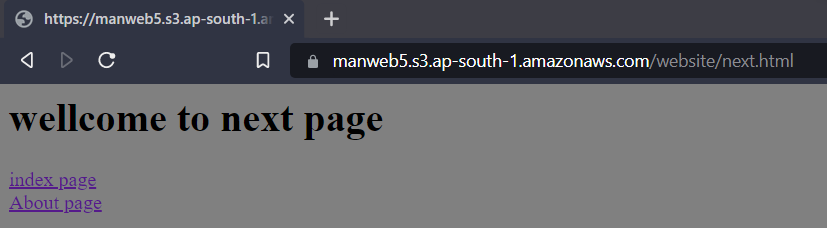 https://manweb5.s3.ap-south-1.a
manweb5.s3.ap-south-1.amazonaws.com/website/next.html
wellcome to next page
index page
About page